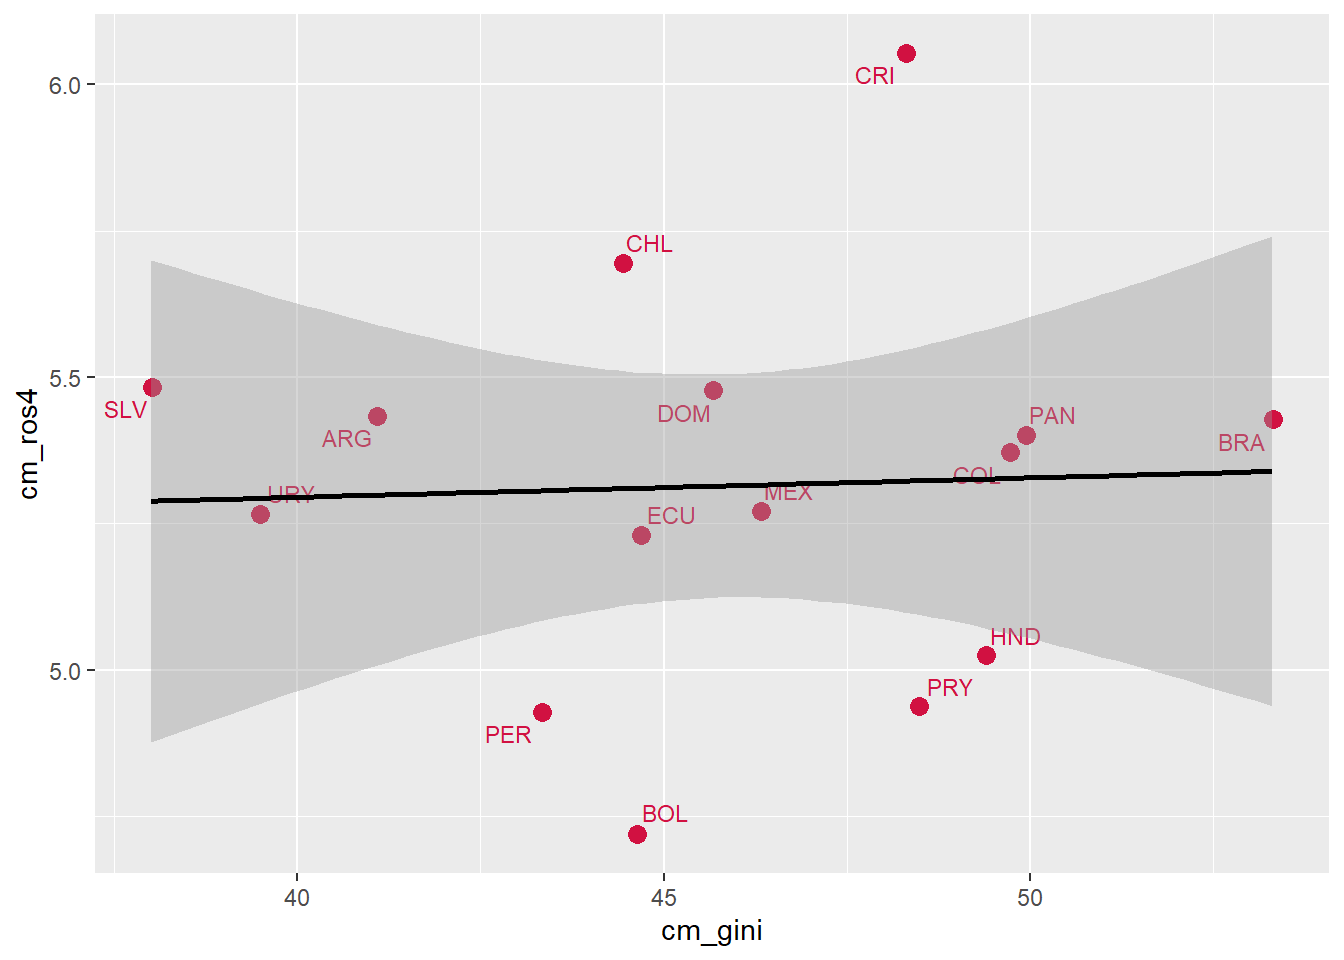 CRI
6.0
CHL
5.5
SLV
DOM
PAN
ARG
BRA
COL
URY
MEX
ECU
HND
5.0
PRY
PER
BOL
40
45
50
cm_gini
cm_ros4